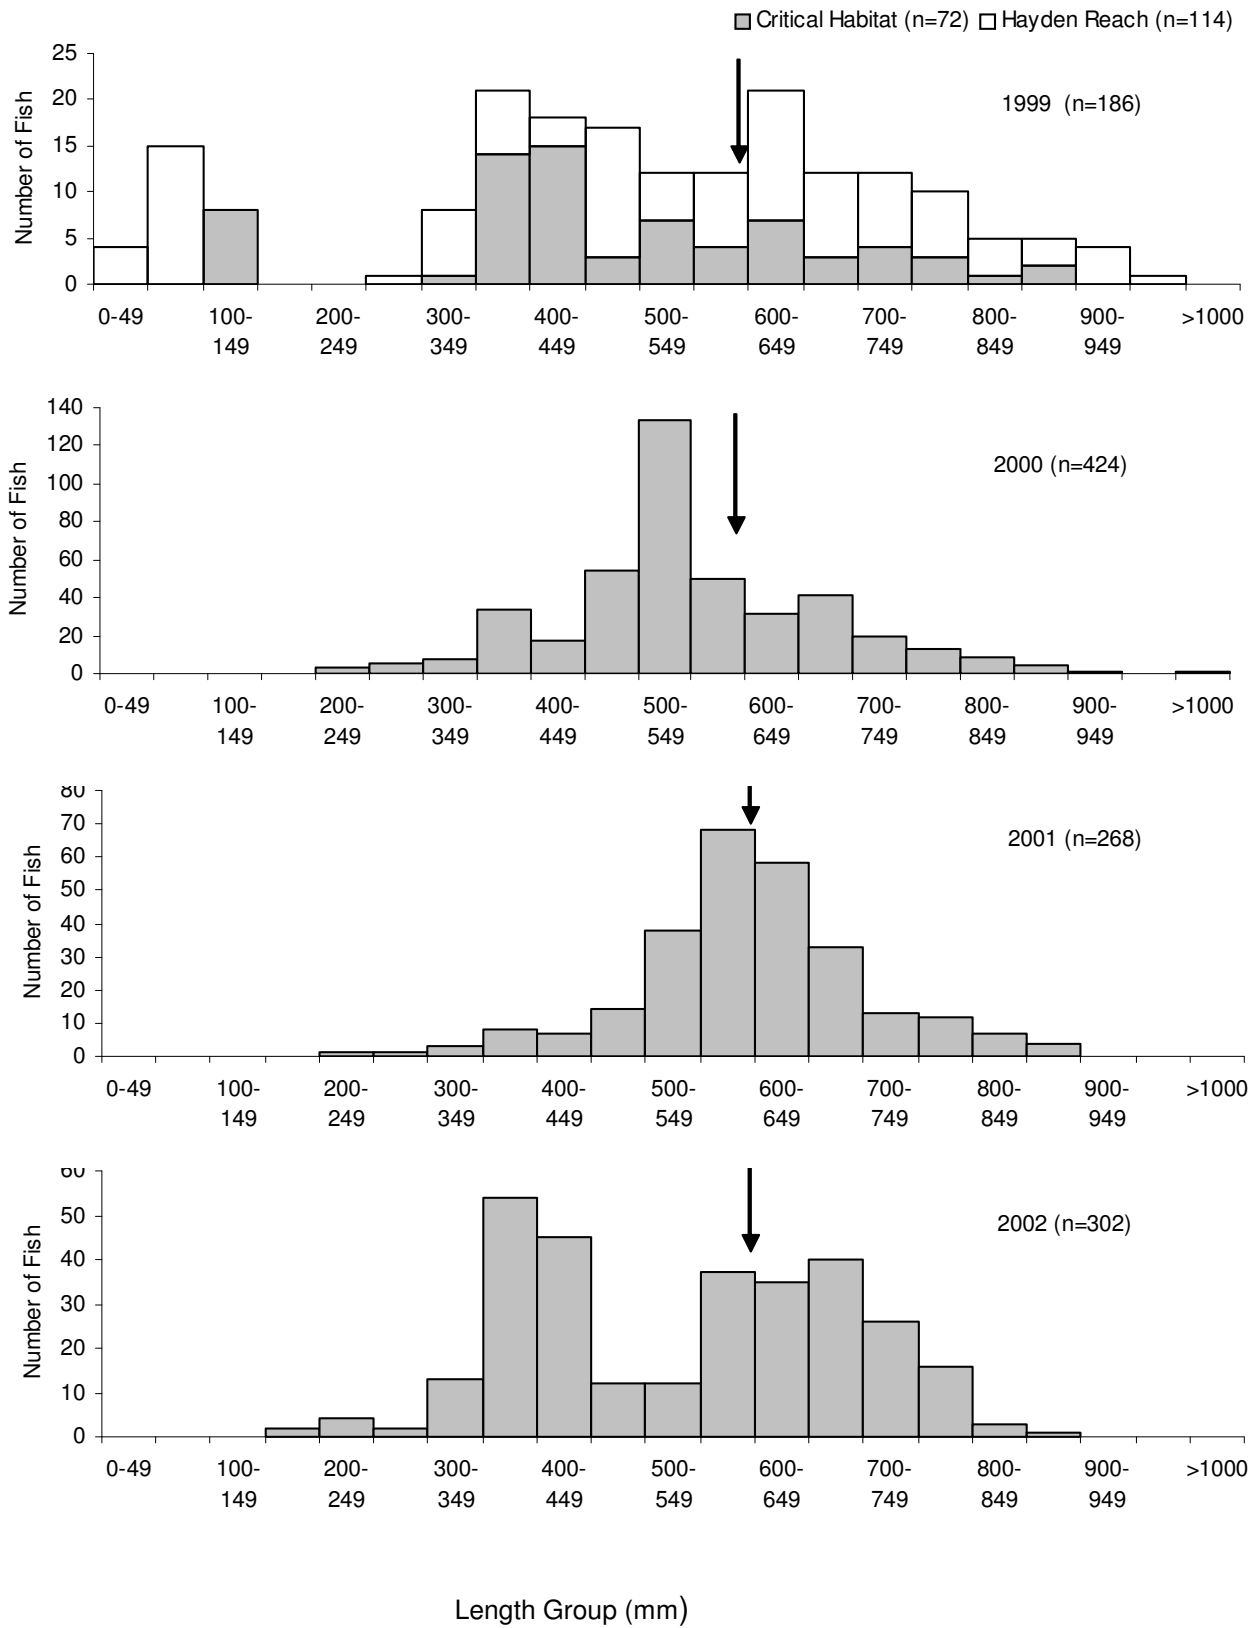 Critical Habitat (n=72) Hayden Reach (n=114)
25
20
15
10
5
0
Number of Fish
1999 (n=186)
0-49 100- 200- 300- 400- 500- 600- 700- 800- 900- >1000
149 249 349 449 549 649 749 849 949
140
120
100
80
60
40
20
0
Number of Fish
2000 (n=424)
0-49 100- 200- 300- 400- 500- 600- 700- 800- 900- >1000
149 249 349 449 549 649 749 849 949
80
70
60
50
40
30
20
10
0
Number of Fish
2001 (n=268)
0-49 100- 200- 300- 400- 500- 600- 700- 800- 900- >1000
149 249 349 449 549 649 749 849 949
60
50
40
30
20
10
0
Number of Fish
2002 (n=302)
0-49 100- 200- 300- 400- 500- 600- 700- 800- 900- >1000
149 249 349 449 549 649 749 849 949
Length Group (mm)